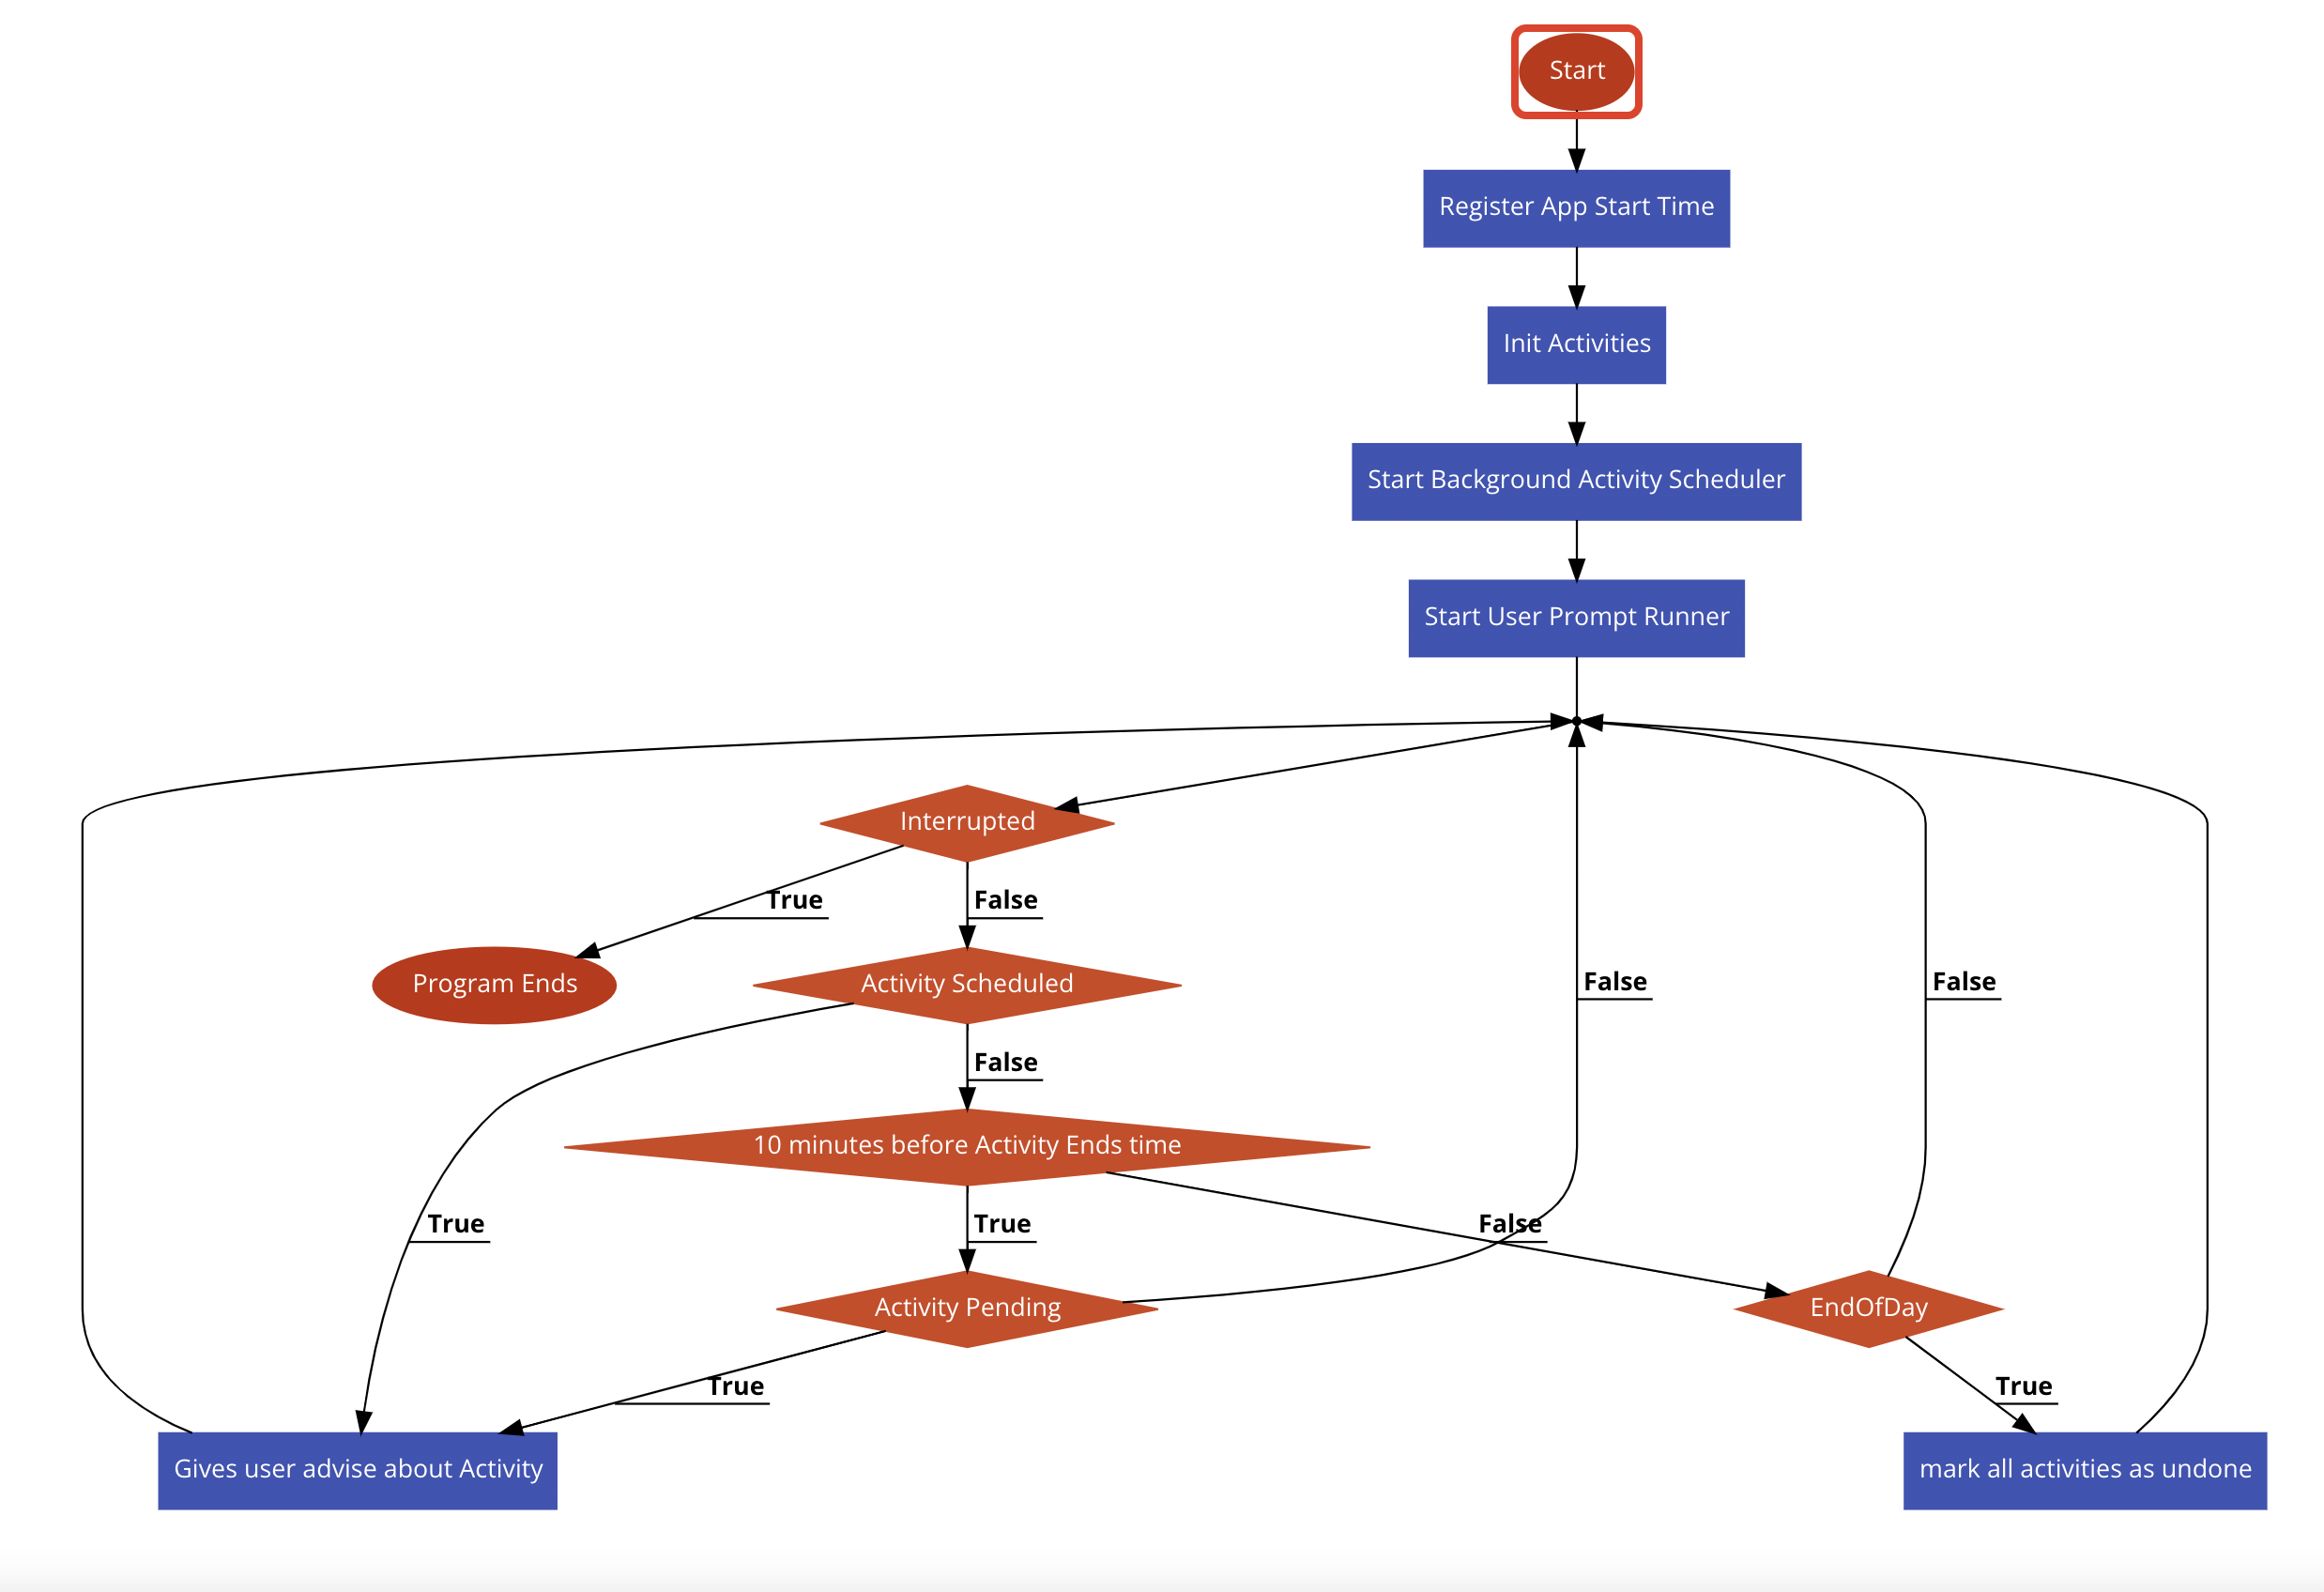 Start
Register App Start Time
Init Activities
Start Background Activity Scheduler
Start User Prompt Runner
Interrupted
True
False
Program Ends
Activity Scheduled
False
False
False
10 minutes before Activity Ends time
True
True
False
Activity Pending
EndOfDay
True
True
Gives user advise about Activity
mark all activities as undone